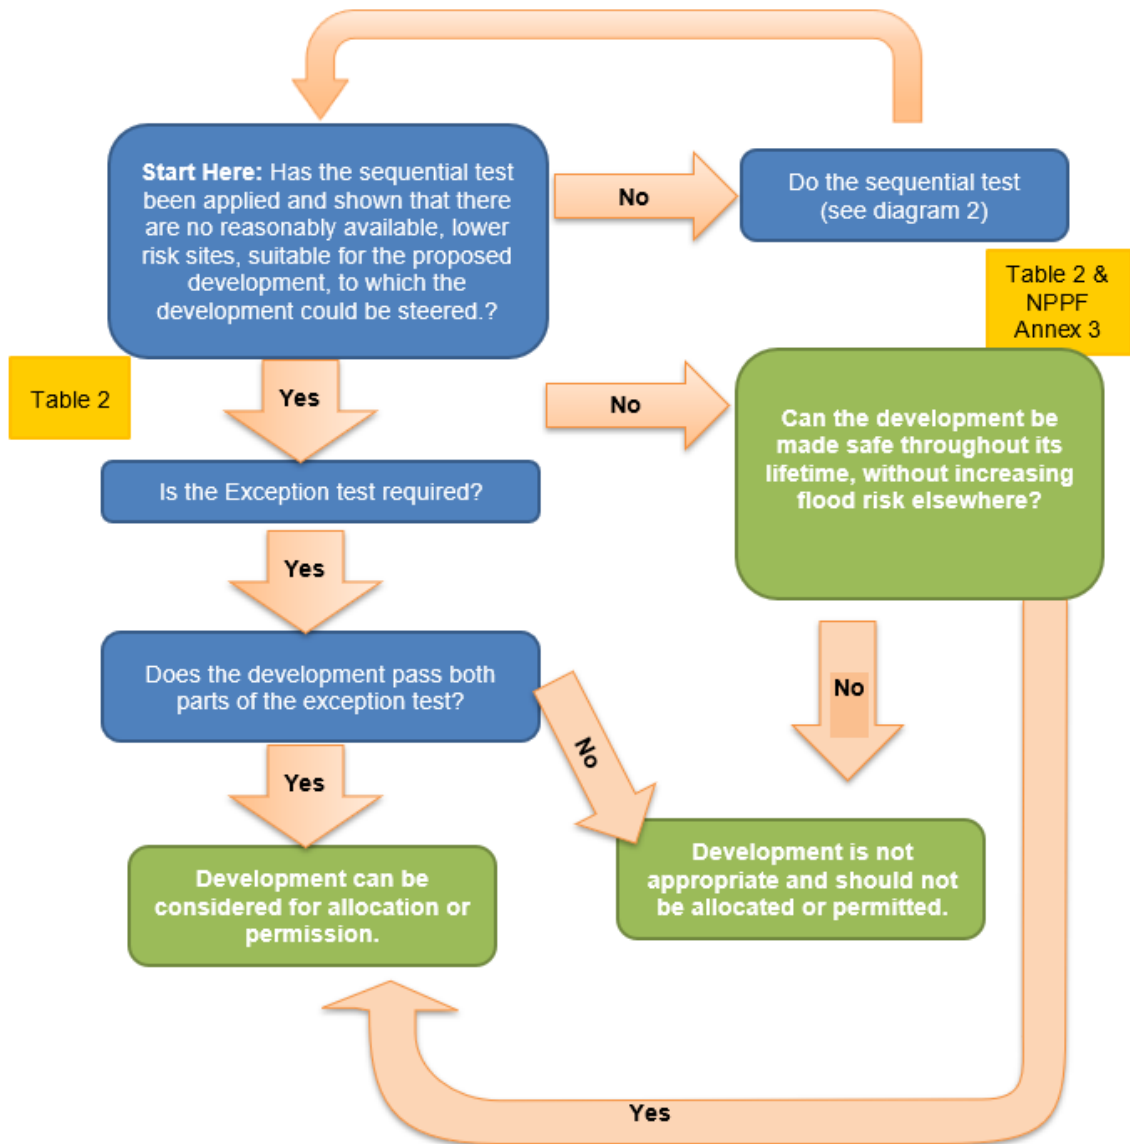 Start Here: Has the sequential test
been applied and shown that there
are no reasonably available, lower
risk sites, suitable for the proposed
development, to which the
development could be steered.?
No
Do the sequential test
(see diagram 2)
Table 2 &
NPPF
Annex 3
Table 2
Yes
No
Can the development be
made safe throughout its
lifetime, without increasing
flood risk elsewhere?
Is the Exception test required?
Yes
Does the development pass both
parts of the exception test?
No
No
Yes
Development can be
considered for allocation or
permission.
Development is not
appropriate and should not
be allocated or permitted.
Yes